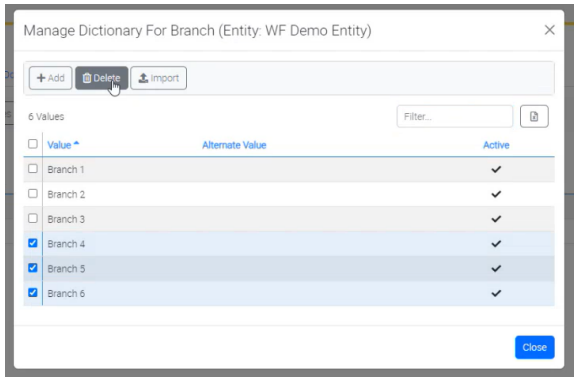 Manage Dictionary For Branch (Entity: WF Demo Entity)
Add Delete Import
6 Values Filter...
Value Alternate Value Active
Branch 1
Branch 2
Branch 3
Branch 4
Branch 5
Branch 6
Close